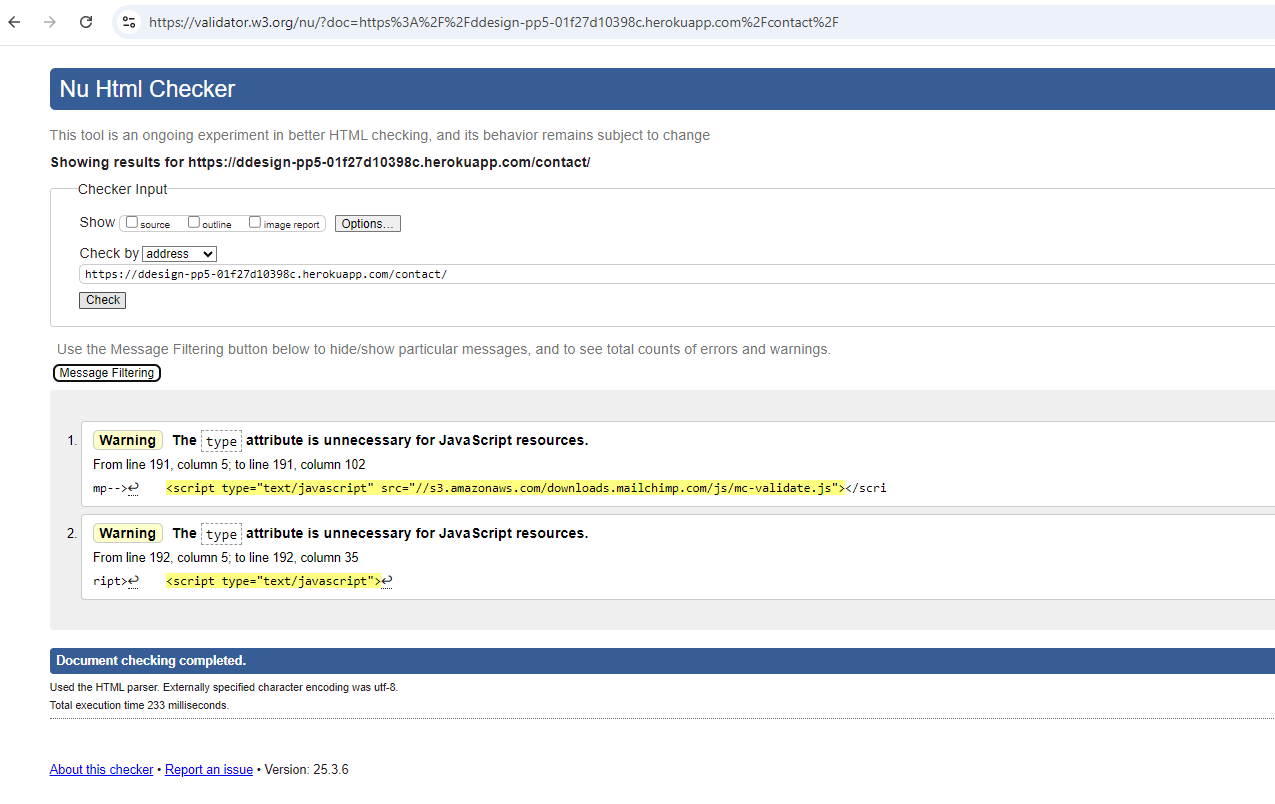 https://validator.w3.org/nu/?doc=https%3A%2F%2Fddesign-pp5-01f27d10398c.herokuapp.com%2Fcontact%2F
Nu Html Checker
This tool is an ongoing experiment in better HTML checking, and its behavior remains subject to change
Showing results for https://ddesign-pp5-01f27d10398c.herokuapp.com/contact/
Checker Input
Show source outline image report Options...
Check by address
https://ddesign-pp5-01f27d10398c.herokuapp.com/contact/
Check
Use the Message Filtering button below to hide/show particular messages, and to see total counts of errors and warnings.
Message Filtering
1. Warning The type attribute is unnecessary for JavaScript resources.
From line 191, column 5; to line 191, column 102
mp-->↩ <script type="text/javascript" src="//s3.amazonaws.com/downloads.mailchimp.com/js/mc-validate.js"></scri
2. Warning The type attribute is unnecessary for JavaScript resources.
From line 192, column 5; to line 192, column 35
ript>↩ <script type="text/javascript">↩
Document checking completed.
Used the HTML parser. Externally specified character encoding was utf-8.
Total execution time 233 milliseconds.
About this checker • Report an issue • Version: 25.3.6